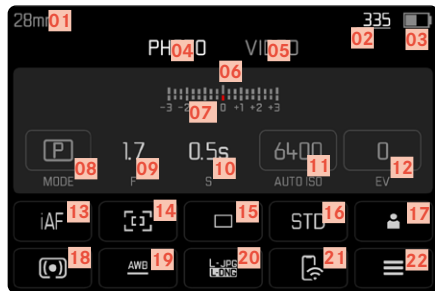 28mm 01 335 02 03
PHOTO 04 VIDEO 05
06
-3 -2 07 0 +1 +2 +3
P 08 1.7 09 0.5s 10 6400 11 0 12
MODE F S AUTO ISO EV
iAF 13 14 15 STD 16 17
18 AWB 19 L-JPG 20 21 22
L-DNG